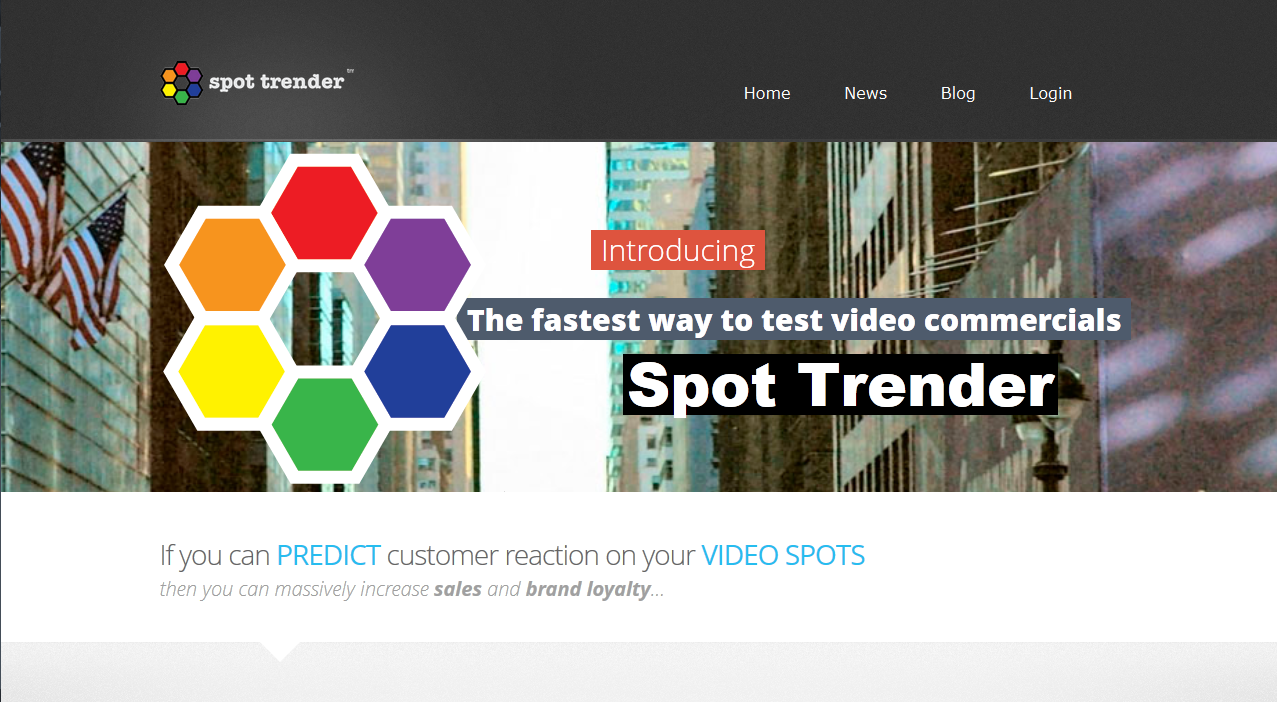 spot trender™
Home News Blog Login
Introducing
The fastest way to test video commercials
Spot Trender
If you can PREDICT customer reaction on your VIDEO SPOTS
then you can massively increase sales and brand loyalty...